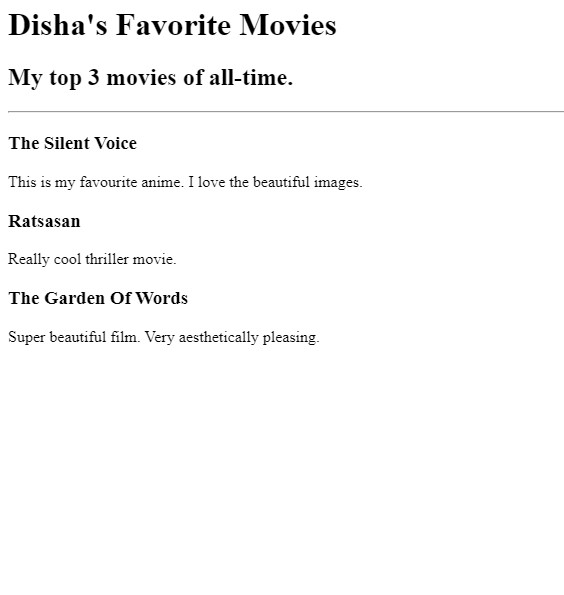 Disha's Favorite Movies
My top 3 movies of all-time.
The Silent Voice
This is my favourite anime. I love the beautiful images.
Ratsasan
Really cool thriller movie.
The Garden Of Words
Super beautiful film. Very aesthetically pleasing.